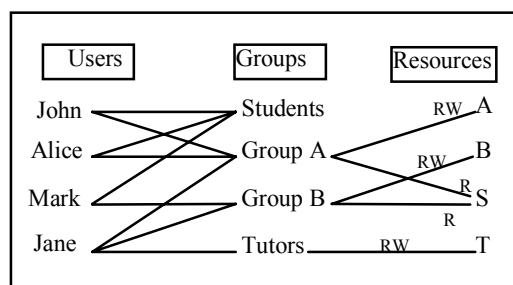 Users Groups Resources
John Students RW A
Alice Group A RW B
Mark Group B R S
R
Jane Tutors RW T